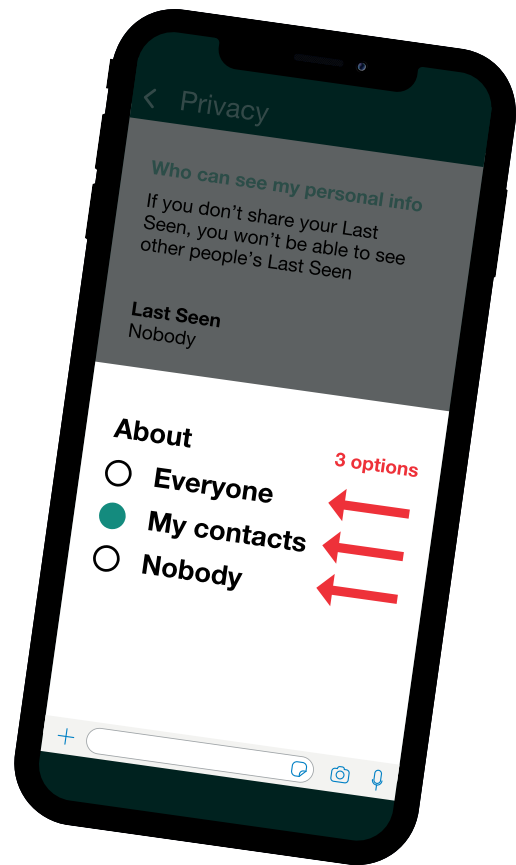 Privacy
Who can see my personal info
If you don’t share your Last
Seen, you won’t be able to see
other people’s Last Seen
Last Seen
Nobody
About
3 options
Everyone
My contacts
Nobody